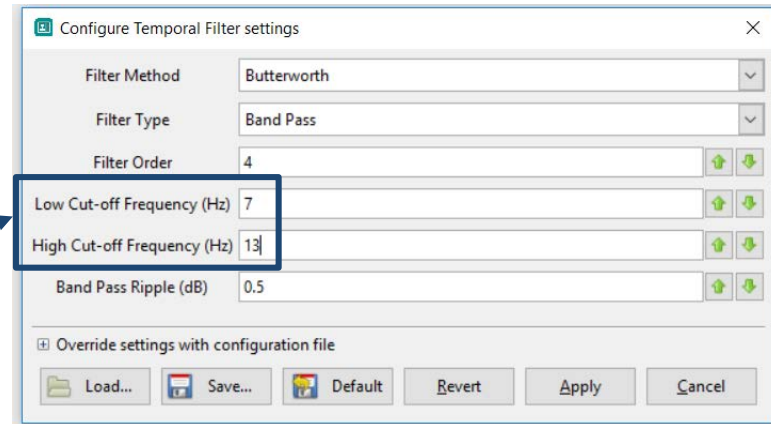 Configure Temporal Filter settings
Filter Method Butterworth
Filter Type Band Pass
Filter Order 4
Low Cut-off Frequency (Hz) 7
High Cut-off Frequency (Hz) 13
Band Pass Ripple (dB) 0.5
Override settings with configuration file
Load... Save... Default Revert Apply Cancel